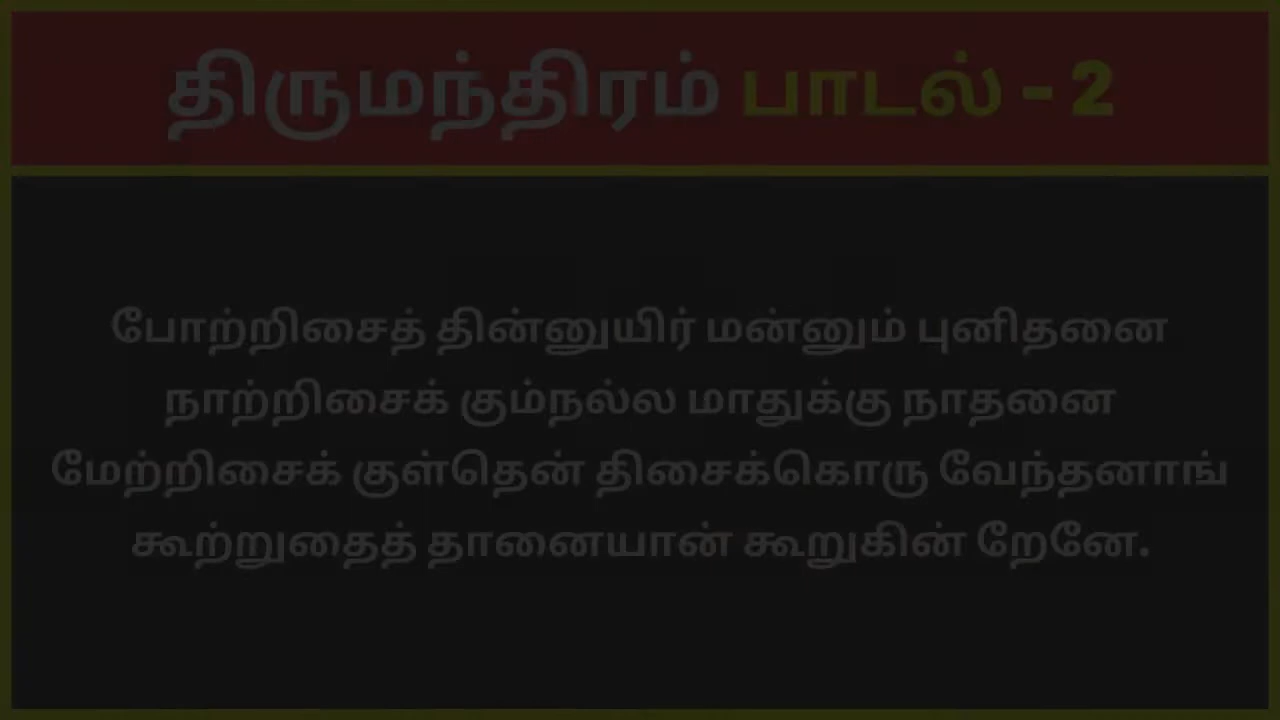 திருமந்திரம் பாடல் - 2
போற்றிசைத் தின்னுயிர் மன்னும் புனிதனை
நாற்றிசைக் கும்நல்ல மாதுக்கு நாதனை
மேற்றிசைக் குள்தென் திசைக்கொரு வேந்தனாங்
கூற்றுதைத் தானையான் கூறுகின் றேனே.